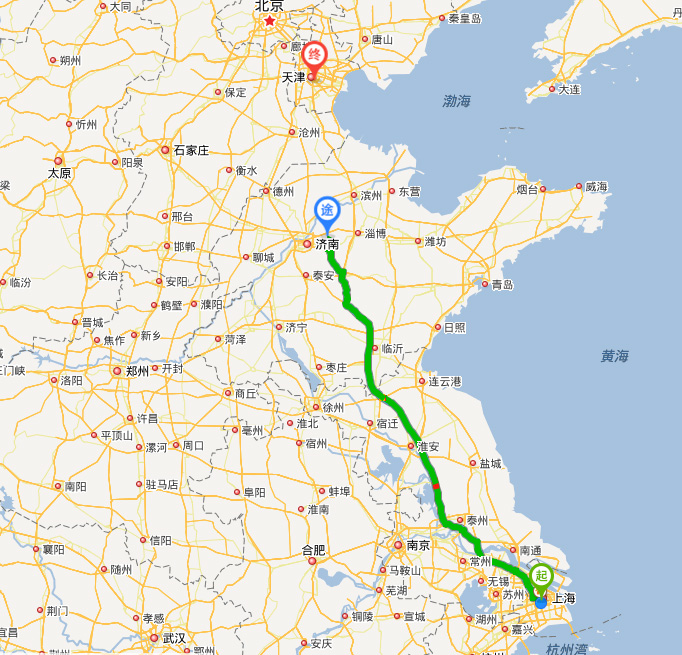 大同
北京
秦皇岛
唐山
廊坊
终
天津
朔州
保定
大连
渤海
忻州
沧州
石家庄
阳泉
太原
衡水
德州
滨州
东营
烟台
威海
梁
邢台
途
济南
淄博
潍坊
邯郸
聊城
泰安
长治
临汾
安阳
青岛
鹤壁
濮阳
晋城
济宁
日照
新乡
焦作
菏泽
临沂
黄海
开封
三门峡
郑州
枣庄
洛阳
连云港
商丘
徐州
许昌
平顶山
亳州
淮北
宿迁
漯河
周口
宿州
淮安
盐城
南阳
驻马店
阜阳
蚌埠
淮南
泰州
信阳
襄阳
合肥
南京
南通
常州
随州
马鞍山
无锡
起
芜湖
苏州
上海
荆门
孝感
铜陵
宣城
湖州
嘉兴
宜昌
武汉
安庆
杭州湾